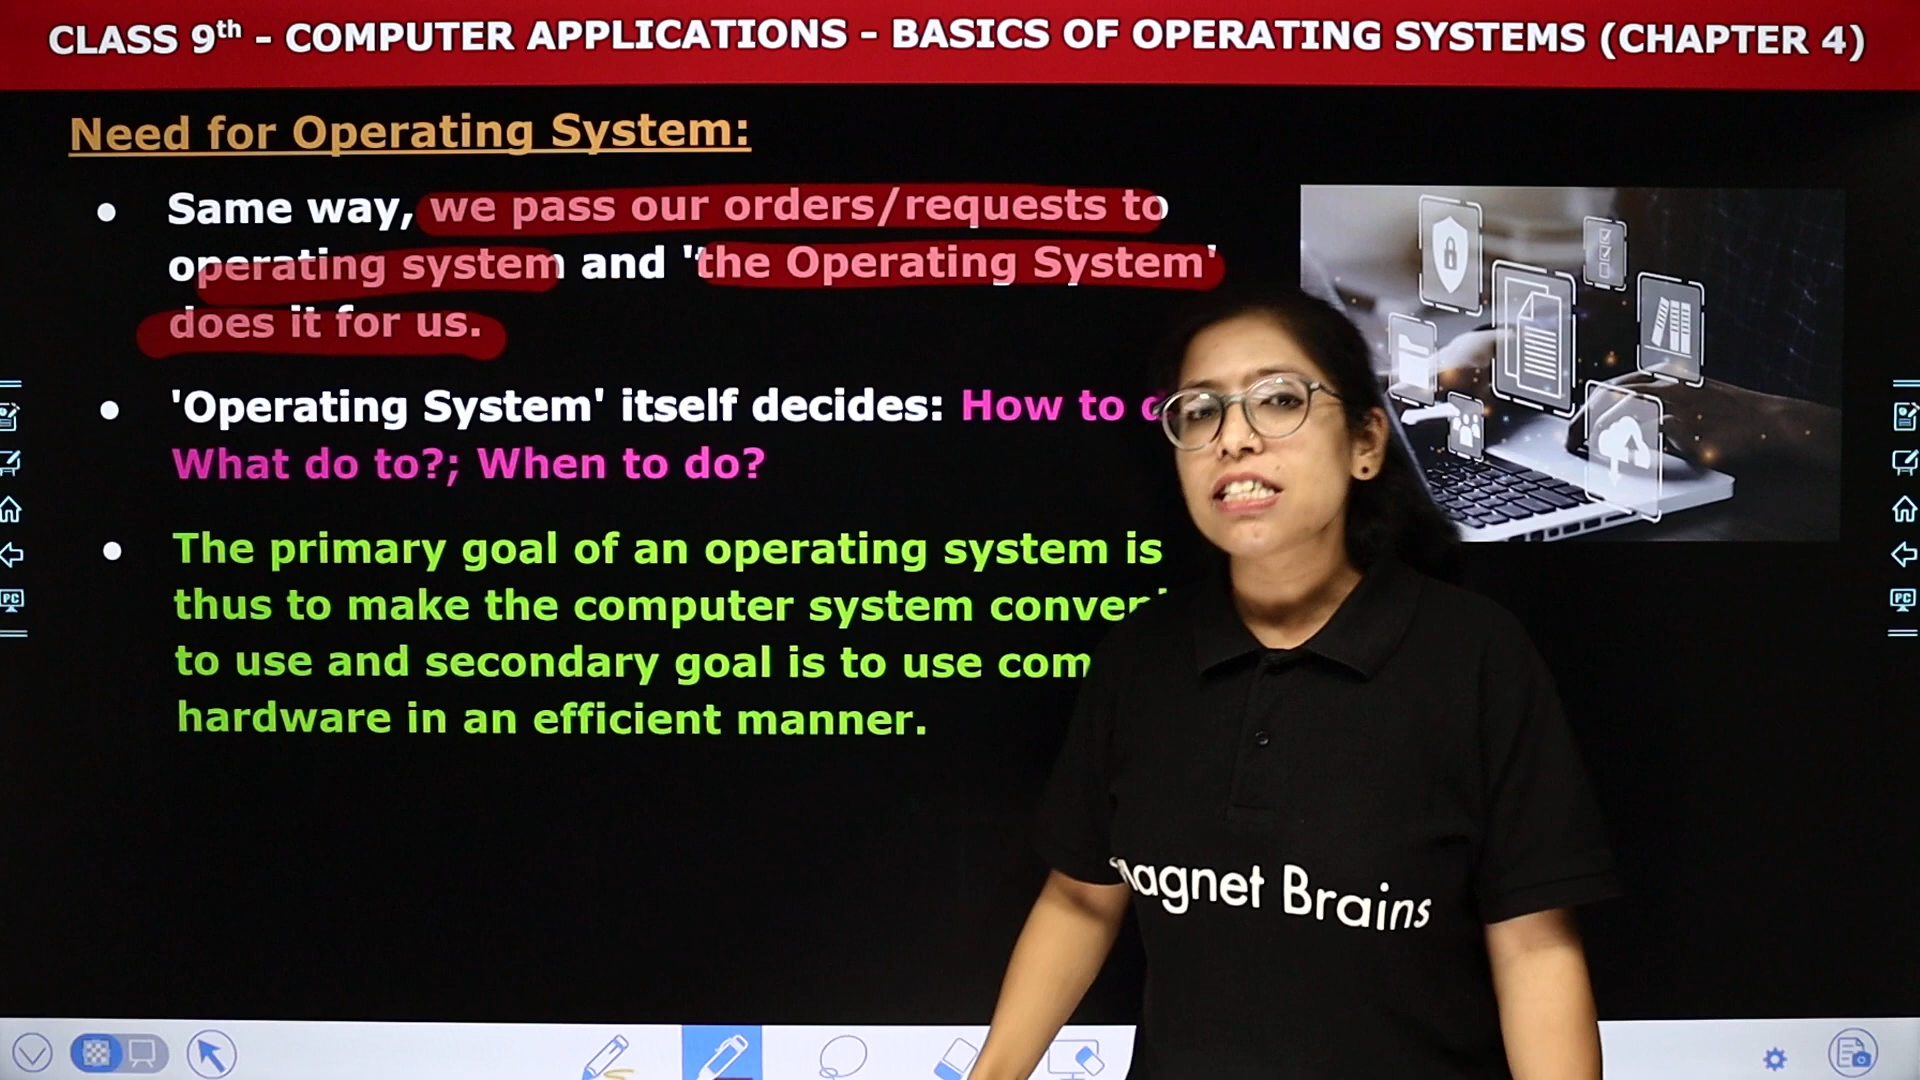 CLASS 9th - COMPUTER APPLICATIONS - BASICS OF OPERATING SYSTEMS (CHAPTER 4)
Need for Operating System:
• Same way, we pass our orders/requests to
operating system and 'the Operating System'
does it for us.
• 'Operating System' itself decides: How to
What do to?; When to do?
• The primary goal of an operating system is
thus to make the computer system
to use and secondary goal is to use
hardware in an efficient manner.
agnet Brains
PC
PC